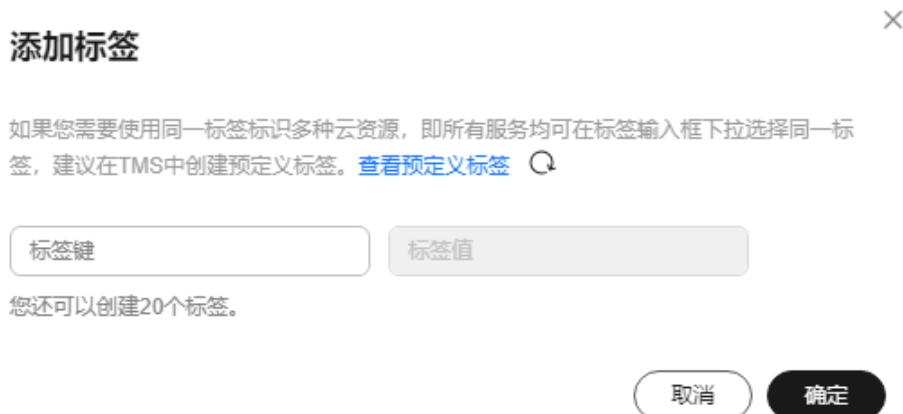 添加标签
如果您需要使用同一标签标识多种云资源，即所有服务均可在标签输入框下拉选择同一标
签，建议在TMS中创建预定义标签。查看预定义标签
标签键 标签值
您还可以创建20个标签。
取消 确定